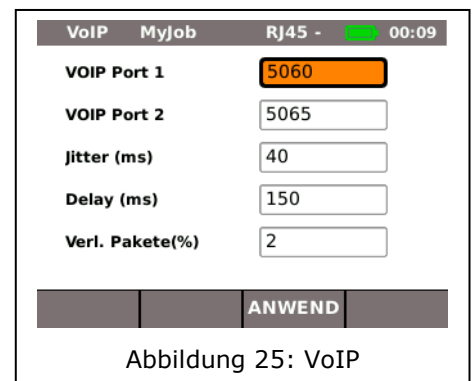 VoIP MyJob RJ45 - 00:09
VOIP Port 1 5060
VOIP Port 2 5065
Jitter (ms) 40
Delay (ms) 150
Verl. Pakete(%) 2
ANWEND
Abbildung 25: VoIP